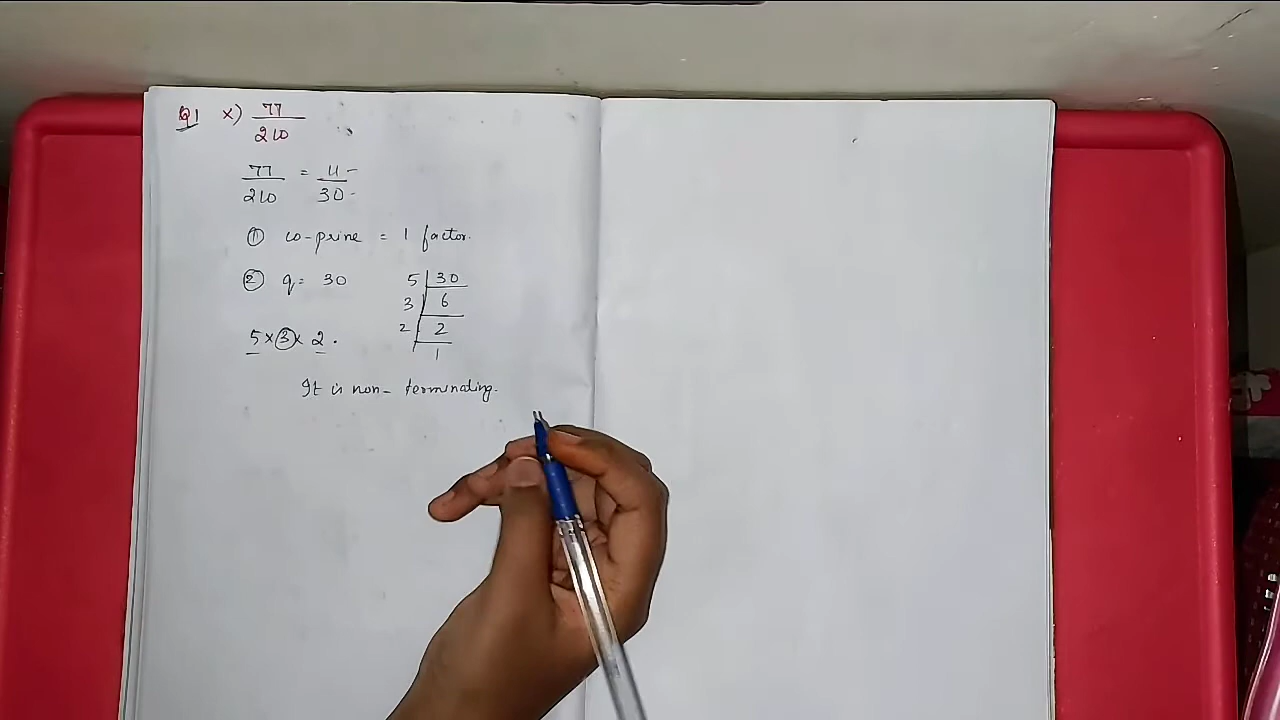 Q1 x) 77/210
77/210 = 11/30
① co-prime = 1 factor.
② q = 30
5 | 30
3 | 6
2 | 2
1
5 × ③ × 2.
It is non-terminating.